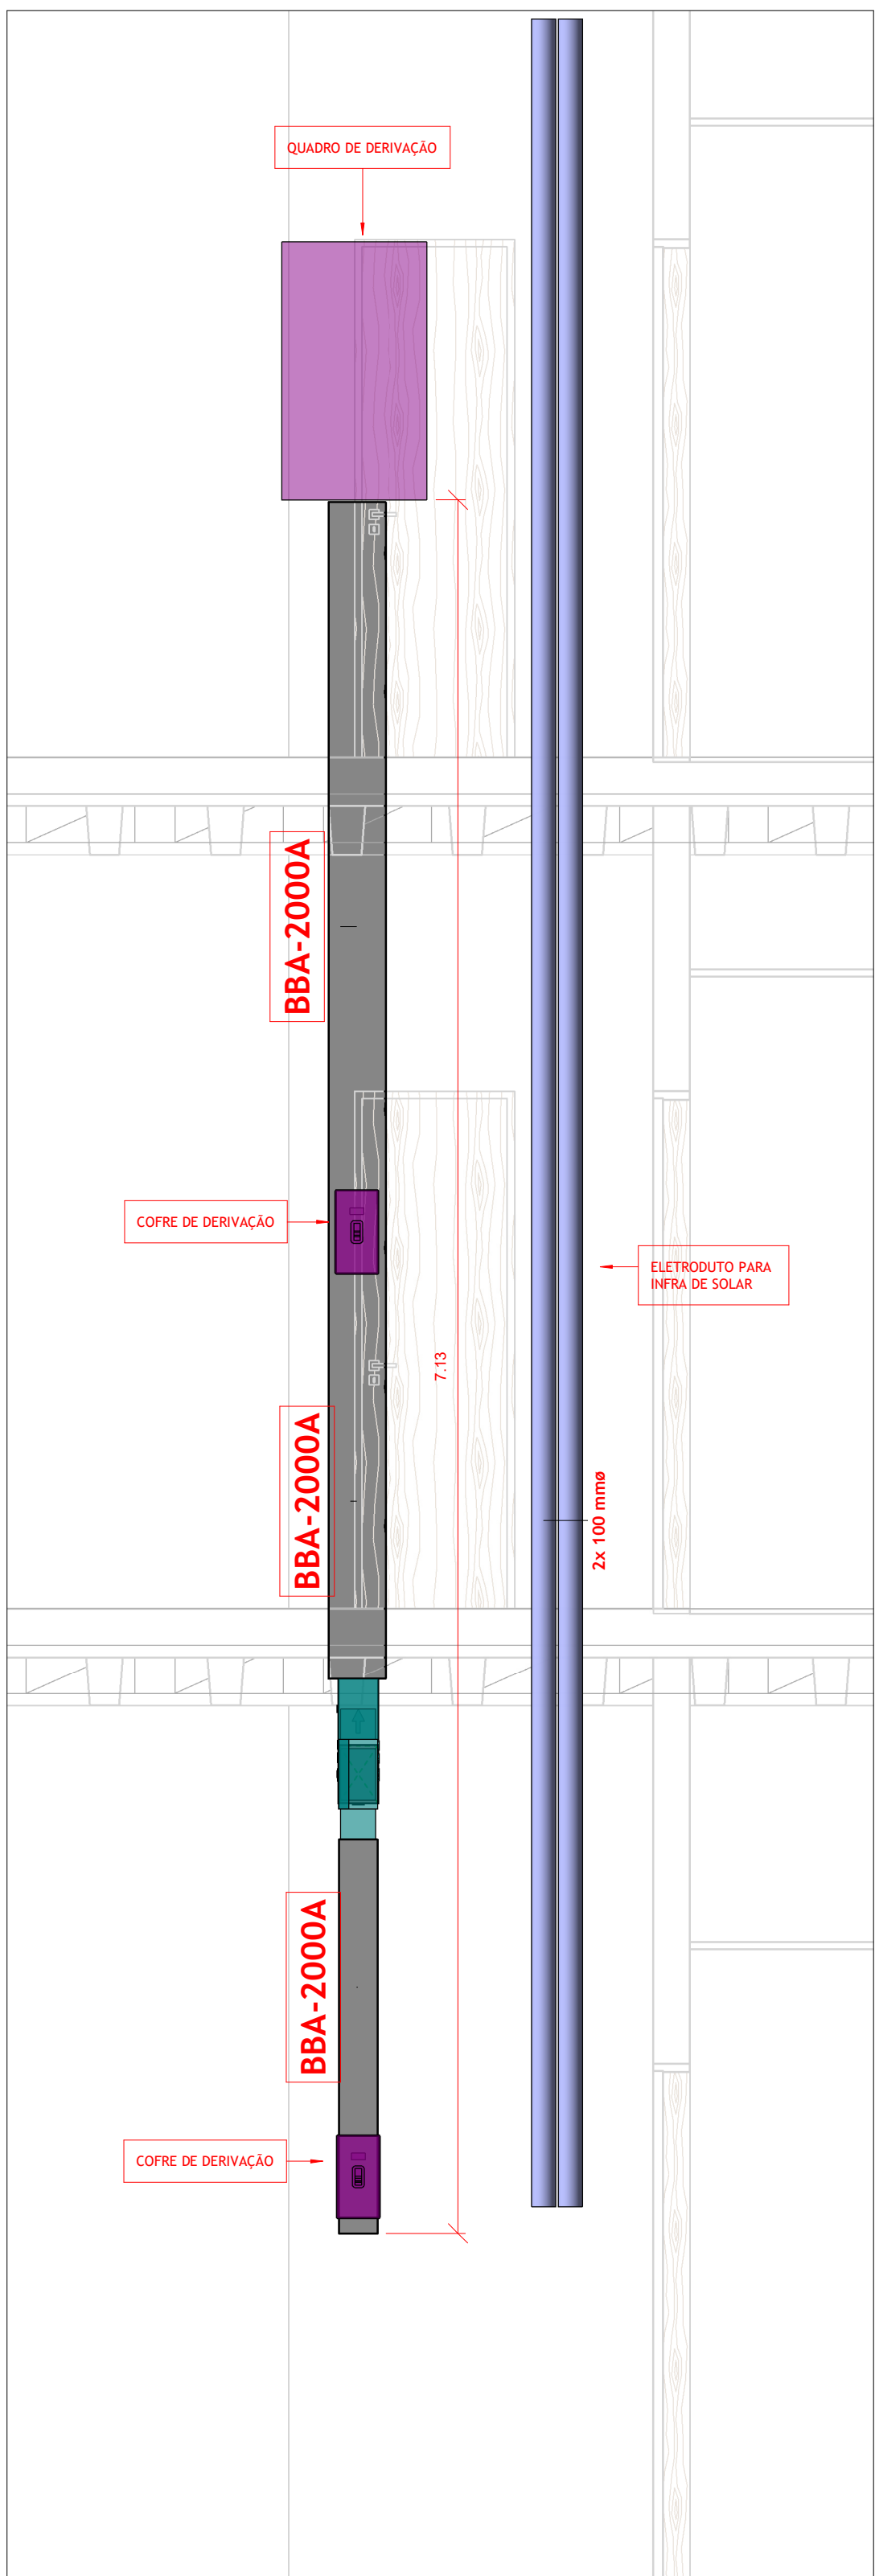 QUADRO DE DERIVAÇÃO
BBA-2000A
COFRE DE DERIVAÇÃO
ELETRODUTO PARA
INFRA DE SOLAR
7.13
BBA-2000A
2x 100 mmø
BBA-2000A
COFRE DE DERIVAÇÃO